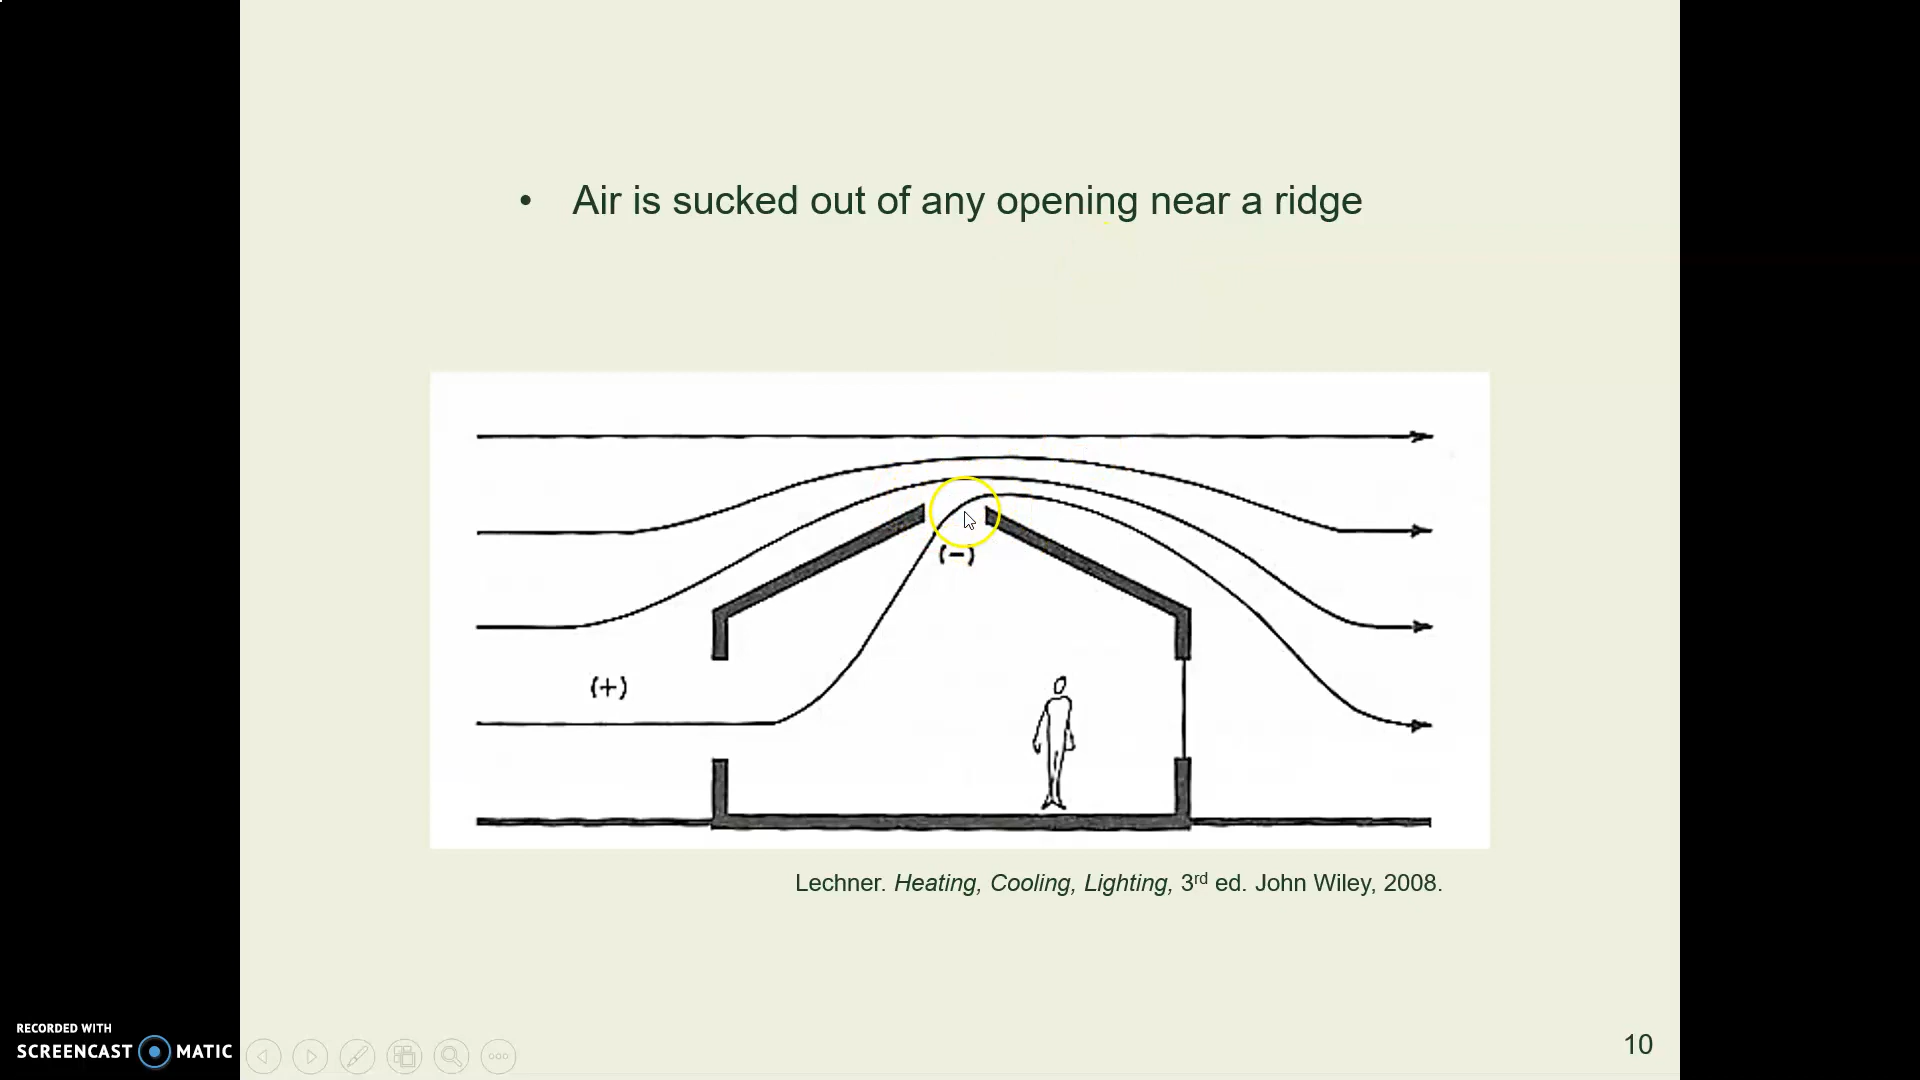 • Air is sucked out of any opening near a ridge
(−)
(+)
Lechner. Heating, Cooling, Lighting, 3rd ed. John Wiley, 2008.
RECORDED WITH
SCREENCAST MATIC
10